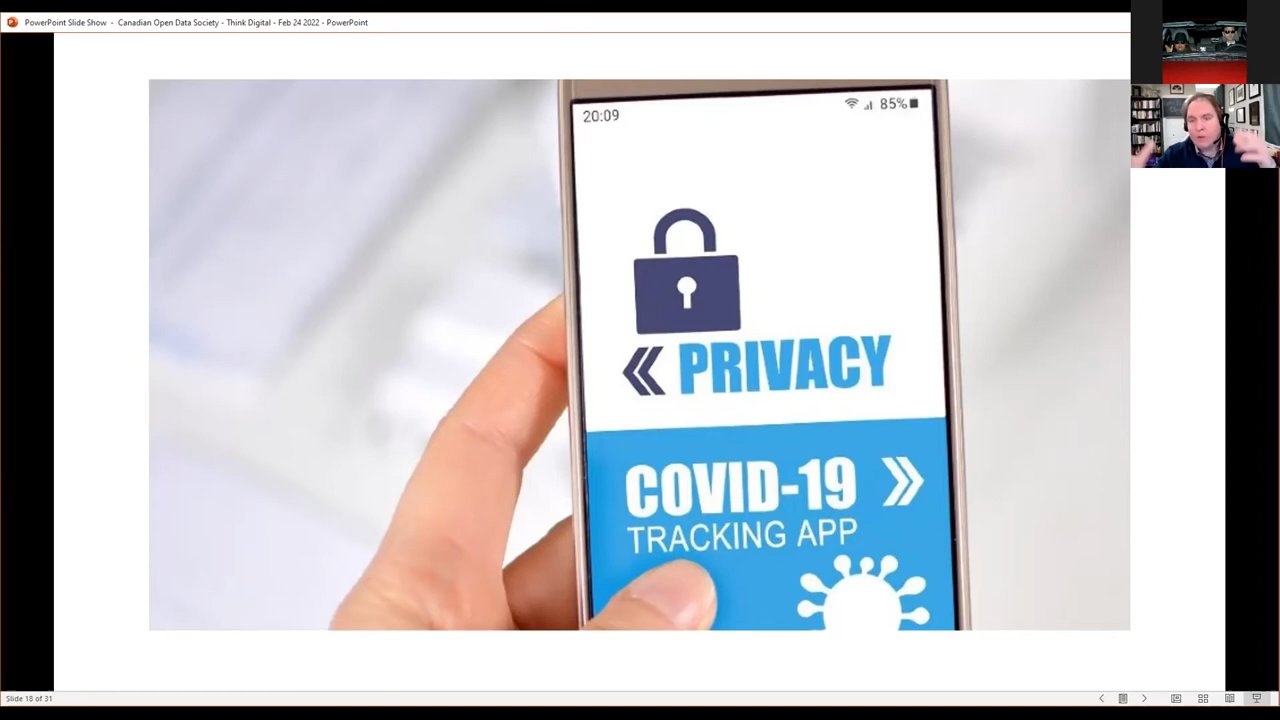 PowerPoint Slide Show - Canadian Open Data Society - Think Digital - Feb 24 2022 - PowerPoint
20:09
85%
PRIVACY
COVID-19
TRACKING APP
Slide 18 of 31